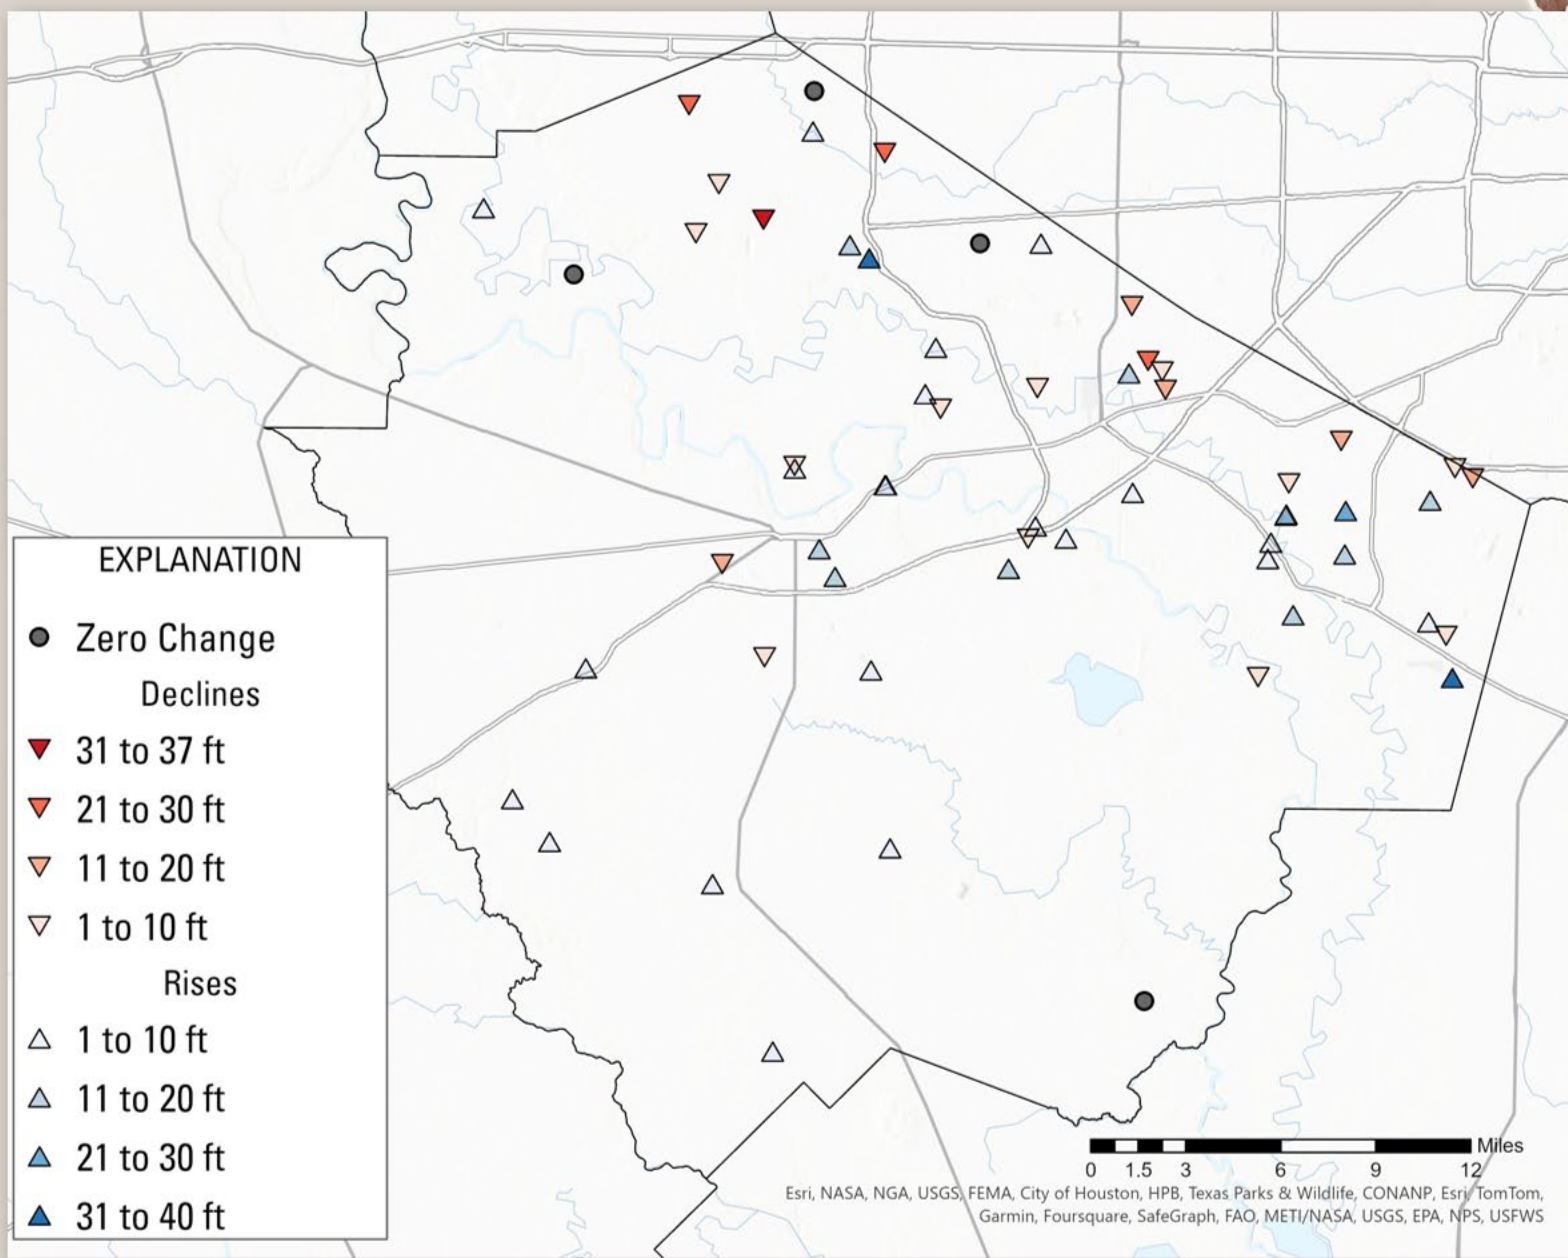 EXPLANATION
Zero Change
Declines
31 to 37 ft
21 to 30 ft
11 to 20 ft
1 to 10 ft
Rises
1 to 10 ft
11 to 20 ft
21 to 30 ft
31 to 40 ft
Miles
0 1.5 3 6 9 12
Esri, NASA, NGA, USGS, FEMA, City of Houston, HPB, Texas Parks & Wildlife, CONANP, Esri, TomTom,
Garmin, Foursquare, SafeGraph, FAO, METI/NASA, USGS, EPA, NPS, USFWS